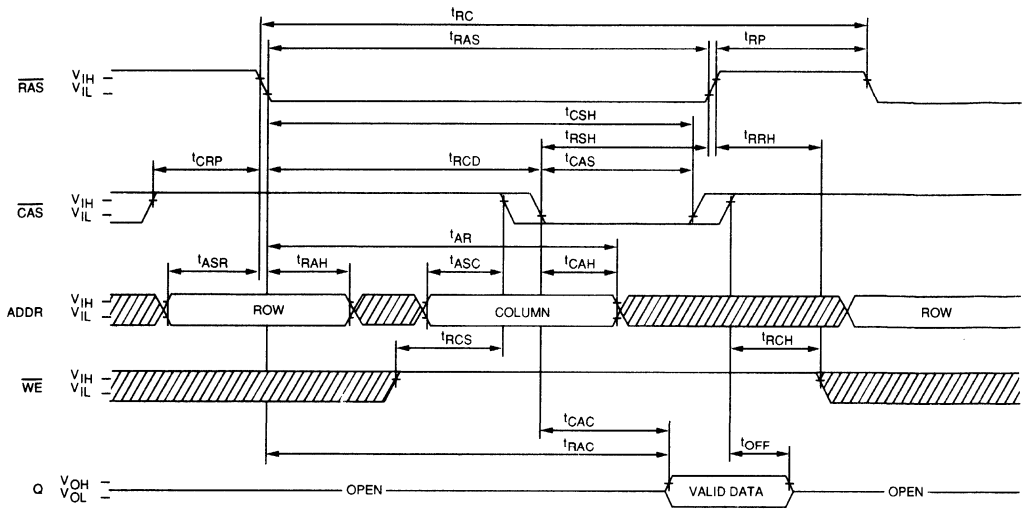 tRC
tRAS
tRP
RAS
VIH
VIL
tCSH
tRSH
tRRH
tCRP
tRCD
tCAS
CAS
VIH
VIL
tAR
tASR
tRAH
tASC
tCAH
ADDR
VIH
VIL
ROW
COLUMN
ROW
tRCS
tRCH
WE
VIH
VIL
tCAC
tRAC
tOFF
Q
VOH
VOL
OPEN
VALID DATA
OPEN